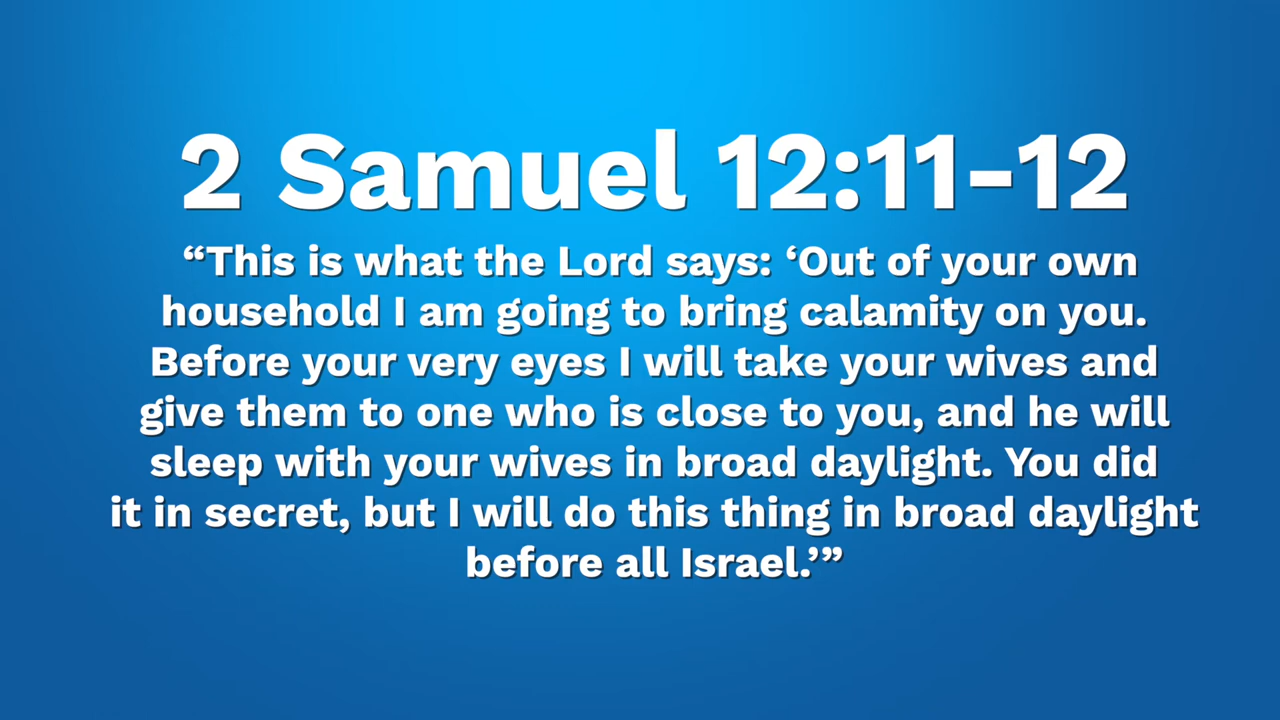 2 Samuel 12:11-12
“This is what the Lord says: ‘Out of your own
household I am going to bring calamity on you.
Before your very eyes I will take your wives and
give them to one who is close to you, and he will
sleep with your wives in broad daylight. You did
it in secret, but I will do this thing in broad daylight
before all Israel.’”